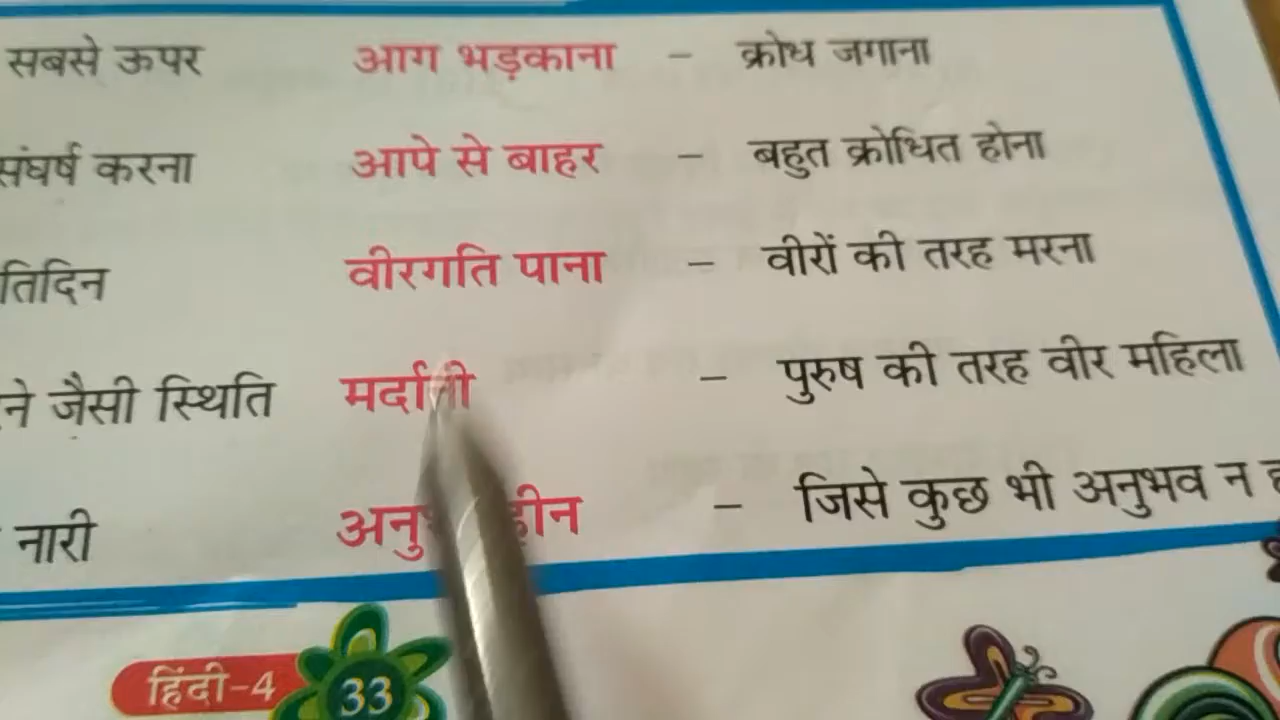 सबसे ऊपर आग भड़काना – क्रोध जगाना
संघर्ष करना आपे से बाहर – बहुत क्रोधित होना
तिदिन वीरगति पाना – वीरों की तरह मरना
ने जैसी स्थिति मर्दानी – पुरुष की तरह वीर महिला
नारी – जिसे कुछ भी अनुभव न
हिंदी-4 33